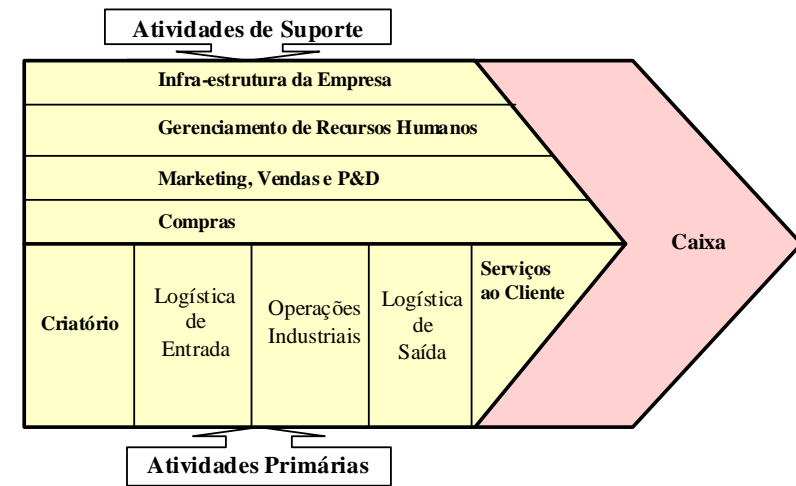 Atividades de Suporte
Infra-estrutura da Empresa
Gerenciamento de Recursos Humanos
Marketing, Vendas e P&D
Compras
Caixa
Criatório
Logística
de
Entrada
Operações
Industriais
Logística
de
Saída
Serviços
ao Cliente
Atividades Primárias